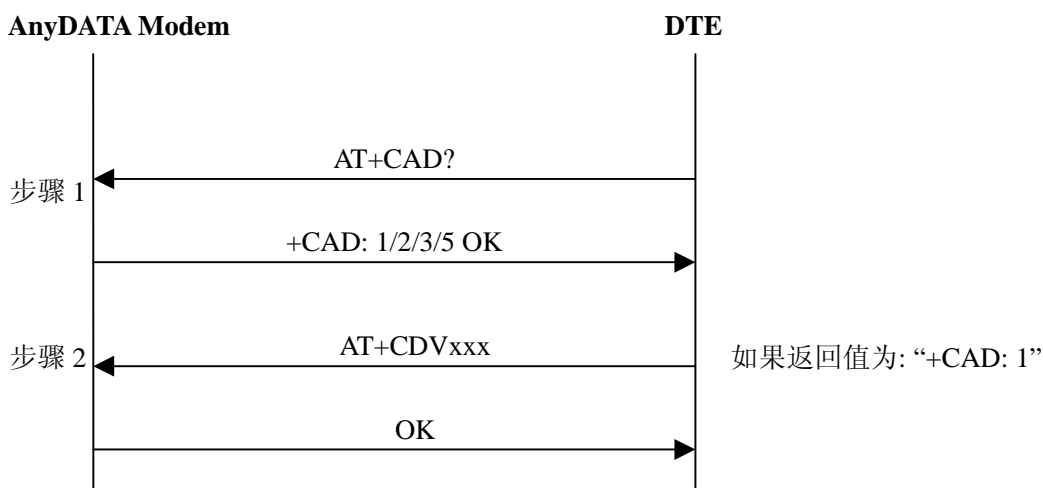 AnyDATA Modem DTE
AT+CAD?
步骤 1
+CAD: 1/2/3/5 OK
AT+CDVxxx
步骤 2
如果返回值为: “+CAD: 1”
OK